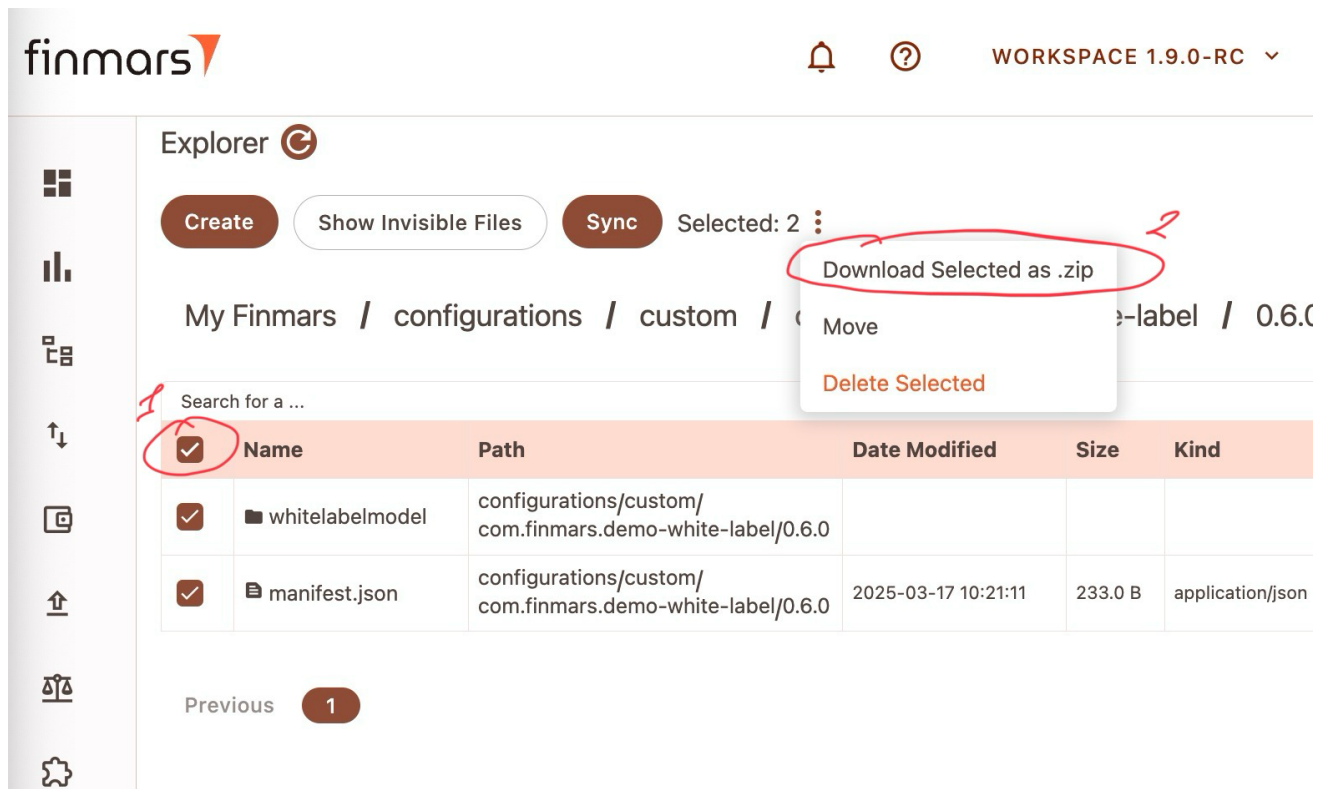 finmars
WORKSPACE 1.9.0-RC
Explorer
Create
Show Invisible Files
Sync
Selected: 2
2
Download Selected as .zip
My Finmars / configurations / custom /
-label / 0.6.0
Move
Delete Selected
1
Search for a ...
Name Path Date Modified Size Kind
whitelabelmodel
configurations/custom/
com.finmars.demo-white-label/0.6.0
manifest.json
configurations/custom/
com.finmars.demo-white-label/0.6.0
2025-03-17 10:21:11
233.0 B
application/json
Previous
1